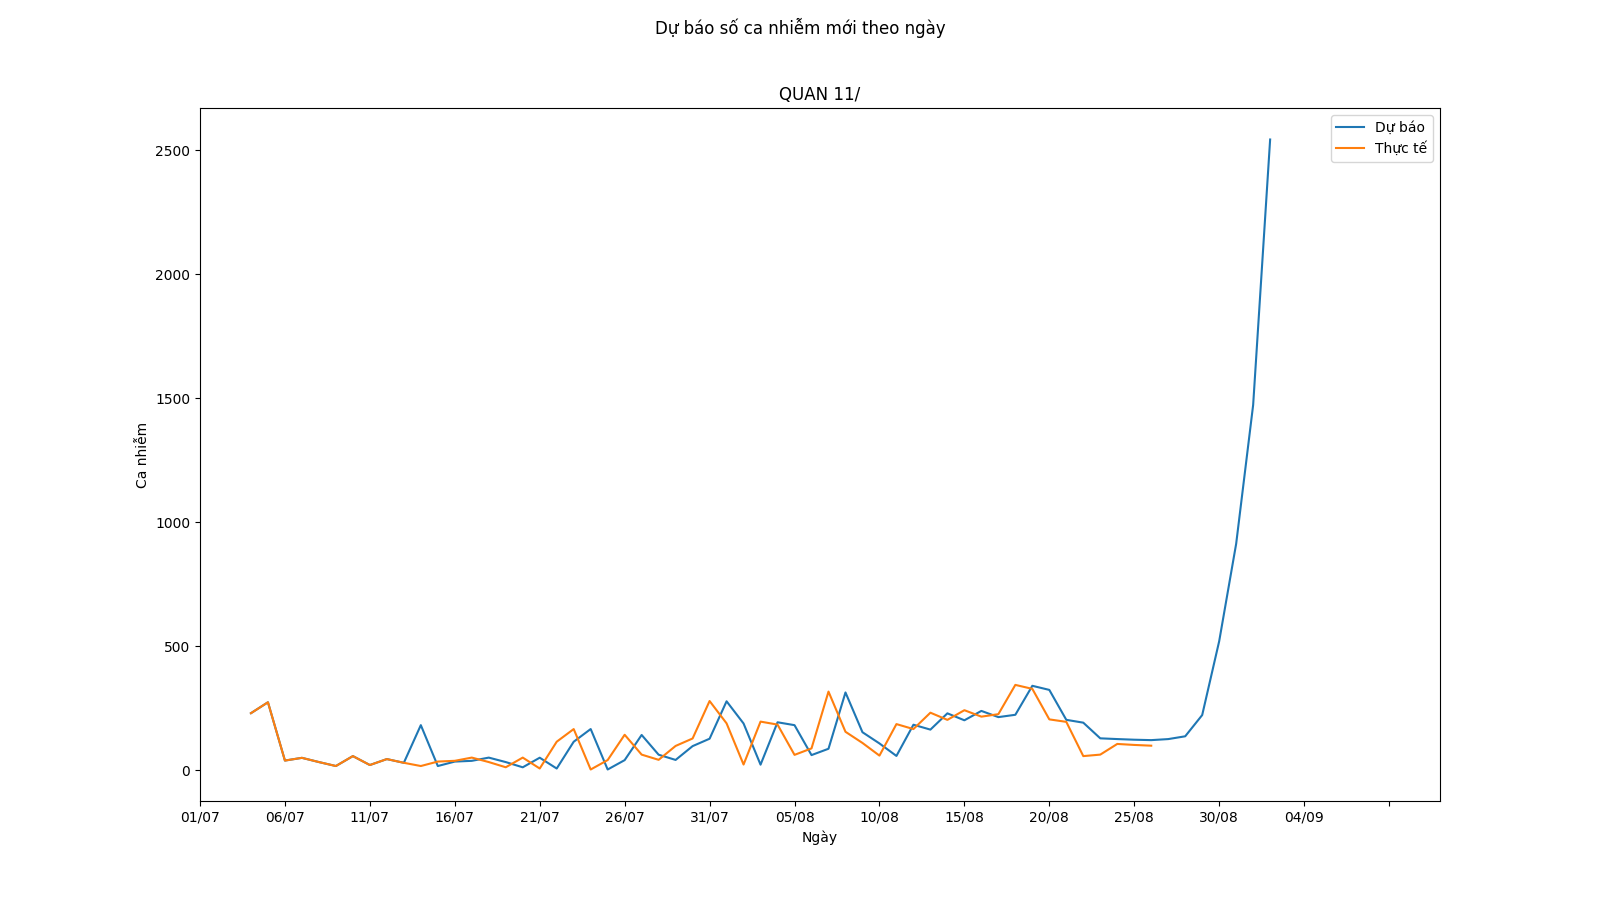 Dự báo số ca nhiễm mới theo ngày
QUAN 11/
Dự báo
Thực tế
2500
2000
1500
1000
500
0
Ca nhiễm
01/07 06/07 11/07 16/07 21/07 26/07 31/07 05/08 10/08 15/08 20/08 25/08 30/08 04/09
Ngày